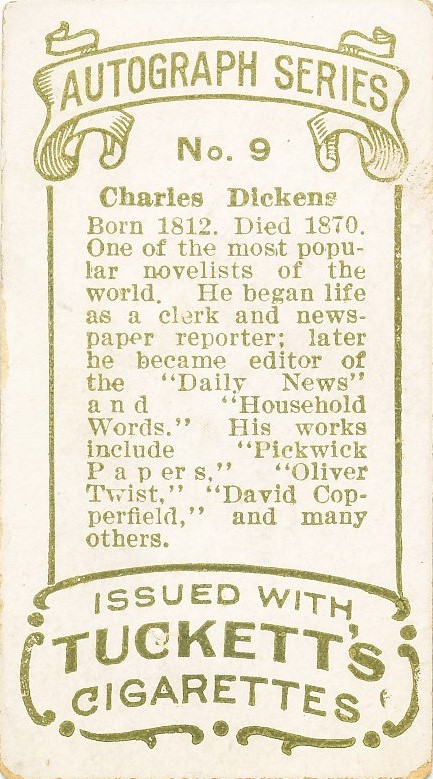 AUTOGRAPH SERIES
No. 9
Charles Dickens
Born 1812. Died 1870.
One of the most popu-
lar novelists of the
world. He began life
as a clerk and news-
paper reporter; later
he became editor of
the "Daily News"
and "Household
Words." His works
include "Pickwick
Papers," "Oliver
Twist," "David Cop-
perfield," and many
others.
ISSUED WITH
TUCKETT'S
CIGARETTES